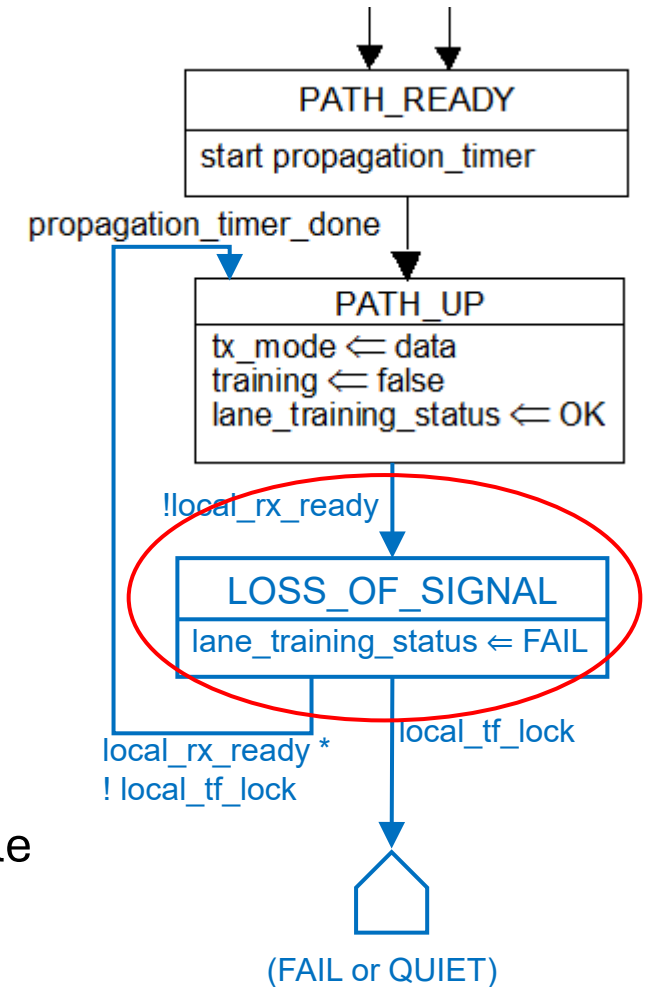 PATH_READY
start propagation_timer
propagation_timer_done
PATH_UP
tx_mode ⇐ data
training ⇐ false
lane_training_status ⇐ OK
!local_rx_ready
LOSS_OF_SIGNAL
lane_training_status ⇐ FAIL
local_tf_lock
local_rx_ready *
! local_tf_lock
(FAIL or QUIET)